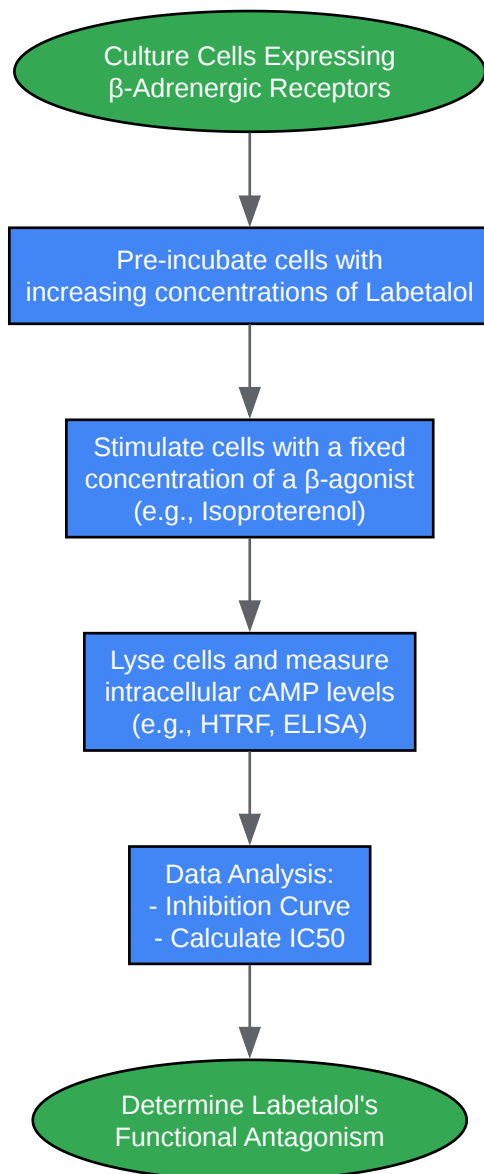 Culture Cells Expressing
β-Adrenergic Receptors
Pre-incubate cells with
increasing concentrations of Labetalol
Stimulate cells with a fixed
concentration of a β-agonist
(e.g., Isoproterenol)
Lyse cells and measure
intracellular cAMP levels
(e.g., HTRF, ELISA)
Data Analysis:
- Inhibition Curve
- Calculate IC50
Determine Labetalol's
Functional Antagonism